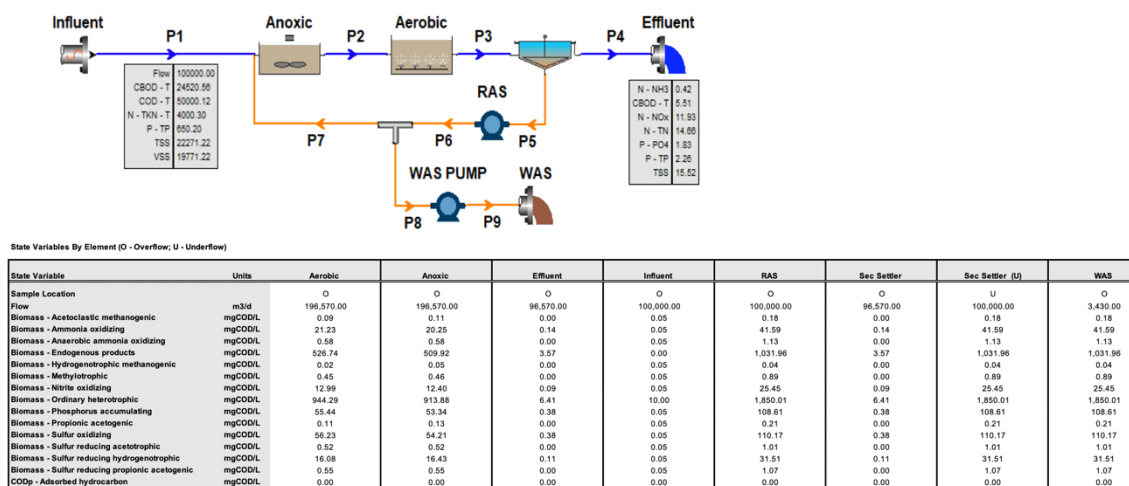 Influent P1 Anoxic P2 Aerobic P3 P4 Effluent
Flow 100000.00
CBOD - T 24520.56
COD - T 50000.12
N - TKN - T 4000.30
P - TP 650.20
TSS 22271.22
VSS 19771.22
N - NH3 0.42
CBOD - T 5.51
N - NOx 11.93
N - TN 14.66
P - PO4 1.83
P - TP 2.26
TSS 15.52
RAS
P7 P6 P5
WAS PUMP WAS
P8 P9
State Variables By Element (O - Overflow; U - Underflow)
State Variable Units Aerobic Anoxic Effluent Influent RAS Sec Settler Sec Settler (U) WAS
Sample Location O O O O O O U O
Flow m3/d 196,570.00 196,570.00 96,570.00 100,000.00 100,000.00 96,570.00 100,000.00 3,430.00
Biomass - Acetoclastic methanogenic mgCOD/L 0.09 0.11 0.00 0.05 0.18 0.00 0.18 0.18
Biomass - Ammonia oxidizing mgCOD/L 21.23 20.25 0.14 0.05 41.59 0.14 41.59 41.59
Biomass - Anaerobic ammonia oxidizing mgCOD/L 0.58 0.58 0.00 0.05 1.13 0.00 1.13 1.13
Biomass - Endogenous products mgCOD/L 526.74 509.92 3.57 0.00 1,031.96 3.57 1,031.96 1,031.96
Biomass - Hydrogenotrophic methanogenic mgCOD/L 0.02 0.05 0.00 0.05 0.04 0.00 0.04 0.04
Biomass - Methylotrophic mgCOD/L 0.45 0.46 0.00 0.05 0.89 0.00 0.89 0.89
Biomass - Nitrite oxidizing mgCOD/L 12.99 12.40 0.09 0.05 25.45 0.09 25.45 25.45
Biomass - Ordinary heterotrophic mgCOD/L 944.29 913.88 6.41 10.00 1,850.01 6.41 1,850.01 1,850.01
Biomass - Phosphorus accumulating mgCOD/L 55.44 53.34 0.38 0.05 108.61 0.38 108.61 108.61
Biomass - Propionic acetogenic mgCOD/L 0.11 0.13 0.00 0.05 0.21 0.00 0.21 0.21
Biomass - Sulfur oxidizing mgCOD/L 56.23 54.21 0.38 0.05 110.17 0.38 110.17 110.17
Biomass - Sulfur reducing acetotrophic mgCOD/L 0.52 0.52 0.00 0.05 1.01 0.00 1.01 1.01
Biomass - Sulfur reducing hydrogenotrophic mgCOD/L 16.08 16.43 0.11 0.05 31.51 0.11 31.51 31.51
Biomass - Sulfur reducing propionic acetogenic mgCOD/L 0.55 0.55 0.00 0.05 1.07 0.00 1.07 1.07
CODp - Adsorbed hydrocarbon mgCOD/L 0.00 0.00 0.00 0.00 0.00 0.00 0.00 0.00